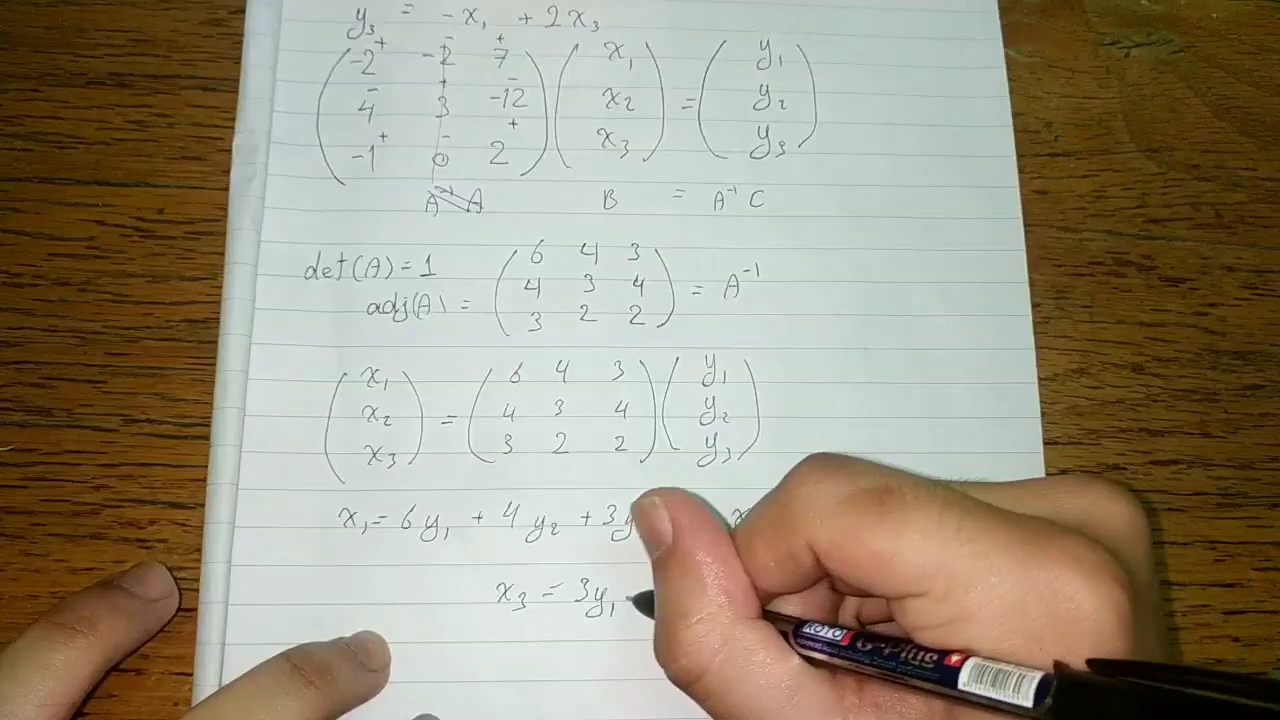 y₃ = -x₁ + 2x₃
-2⁺ -2⁻ 7⁺ x₁ y₁
4⁻ 3⁺ -12⁻ x₂ = y₂
-1⁺ 0⁻ 2⁺ x₃ y₃
B = A⁻¹ C
6 4 3
det(A) = 1
4 3 4 = A⁻¹
adj(A) =
3 2 2
x₁ 6 4 3 y₁
x₂ = 4 3 4 y₂
x₃ 3 2 2 y₃
x₁ = 6y₁ + 4y₂ + 3y
x₃ = 3y₁
ROTO G-Plus